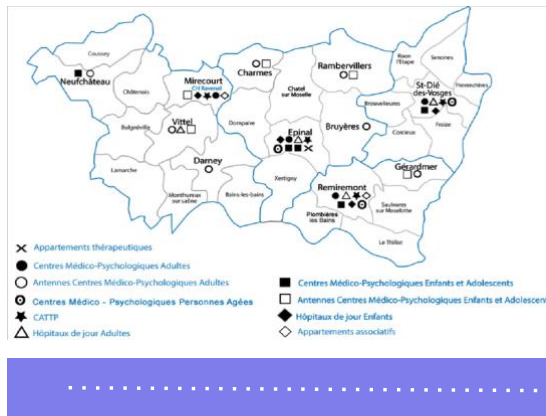 Coussey
Neufchâteau
Châtenois
Mirecourt
CH Ravenel
Charmes
Rambervillers
Raon
l'Etape
Senones
St-Dié
des-Vosges
Provenchères
Brouvelieures
Corcieux
Fraize
Chatel
sur Moselle
Dompaire
Epinal
Bruyères
Bulgnéville
Vittel
Darney
Lamarche
Monthureux
sur saône
Bains-les-bains
Xertigny
Gérardmer
Remiremont
Plombières
les Bains
Saulxures
sur Moselotte
Le Thillot
Appartements thérapeutiques
Centres Médico-Psychologiques Adultes
Antennes Centres Médico-Psychologiques Adultes
Centres Médico - Psychologiques Personnes Agées
CATTP
Hôpitaux de jour Adultes
Centres Médico-Psychologiques Enfants et Adolescents
Antennes Centres Médico-Psychologiques Enfants et Adolescent
Hôpitaux de jour Enfants
Appartements associatifs